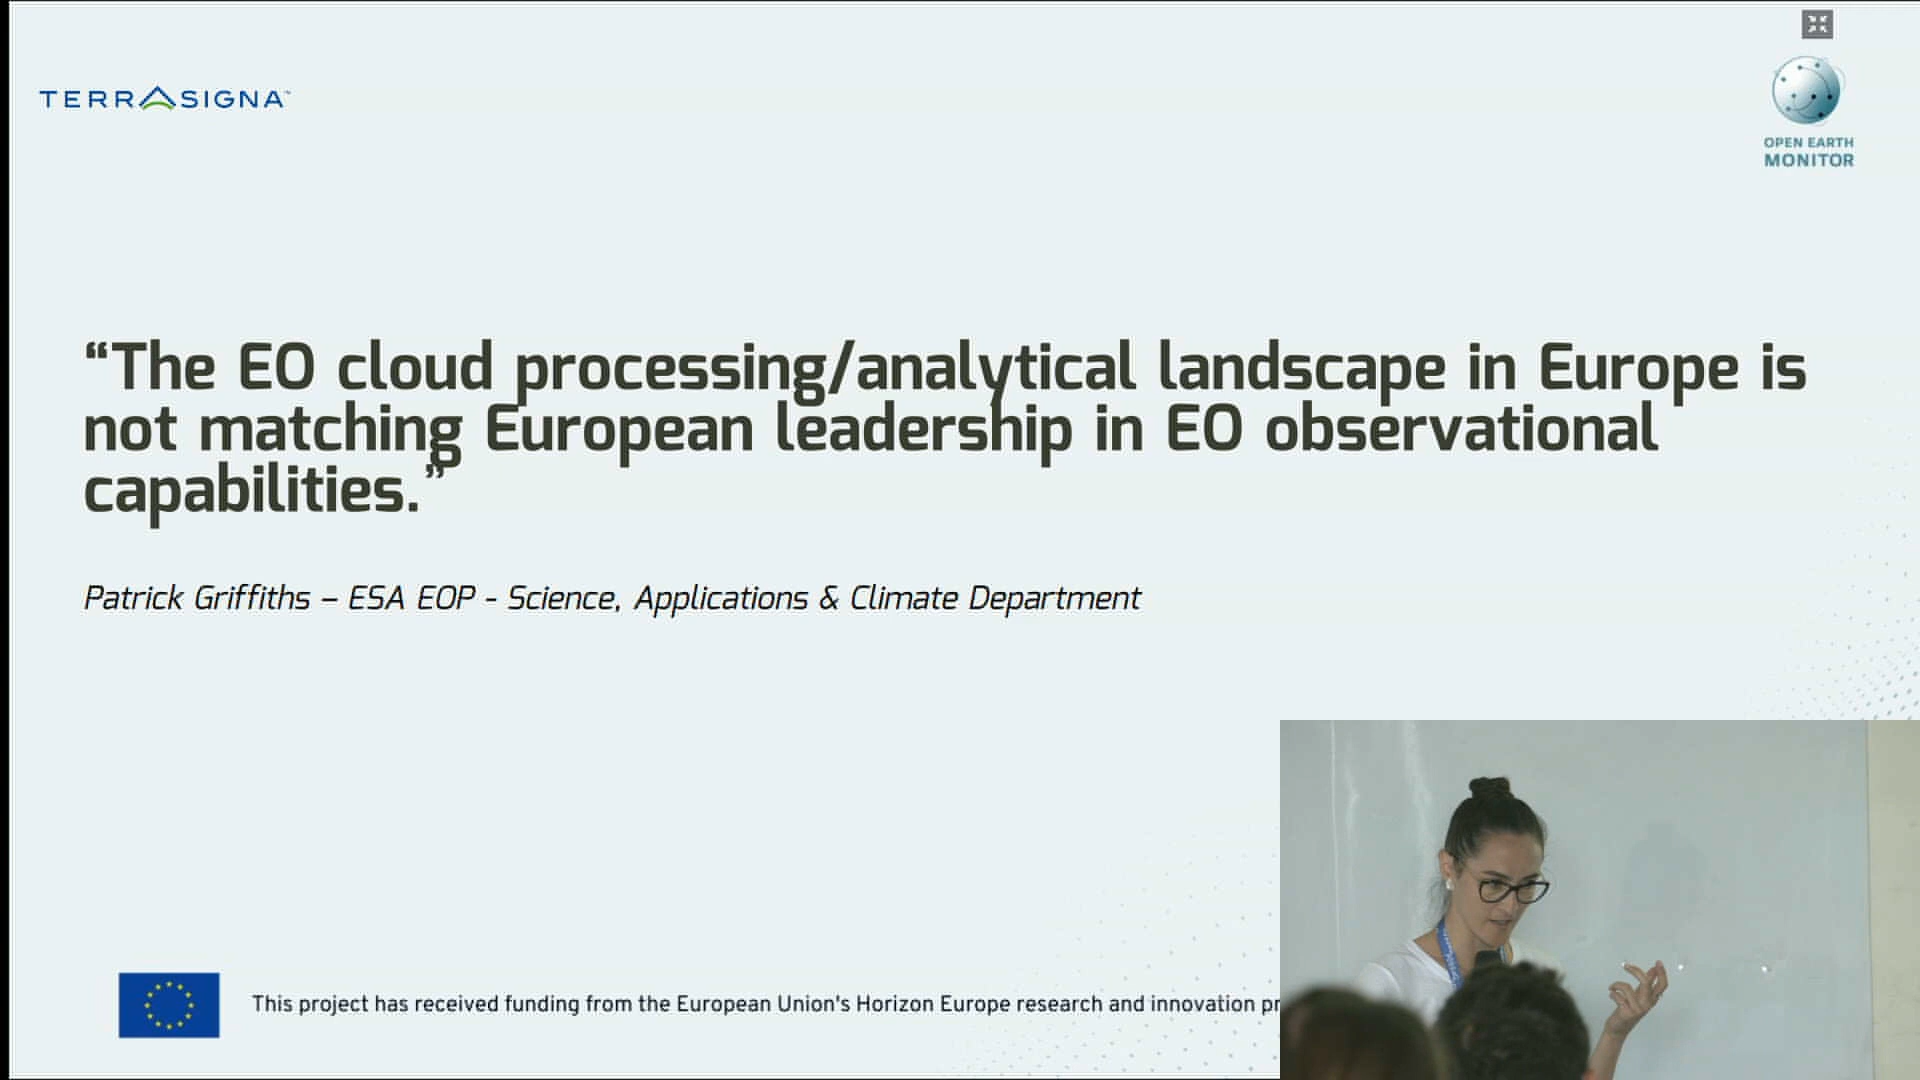 TERRASIGNA™
OPEN EARTH
MONITOR
“The EO cloud processing/analytical landscape in Europe is
not matching European leadership in EO observational
capabilities.”
Patrick Griffiths – ESA EOP - Science, Applications & Climate Department
This project has received funding from the European Union's Horizon Europe research and innovation pr